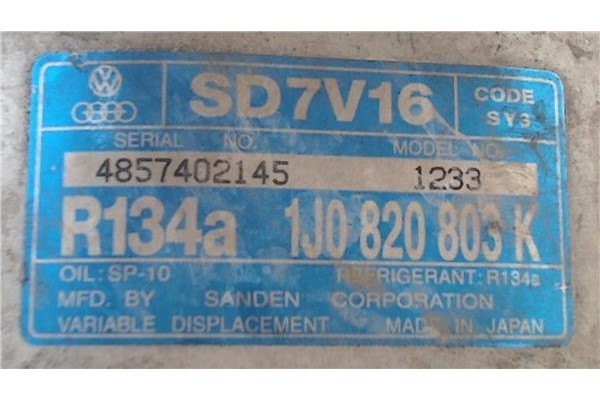 SD7V16 CODE
SY3
SERIAL NO. MODEL NO.
4857402145 1233
R134a 1J0 820 803 K
OIL: SP-10 REFRIGERANT: R134a
MFD. BY SANDEN CORPORATION
VARIABLE DISPLACEMENT MADE IN JAPAN